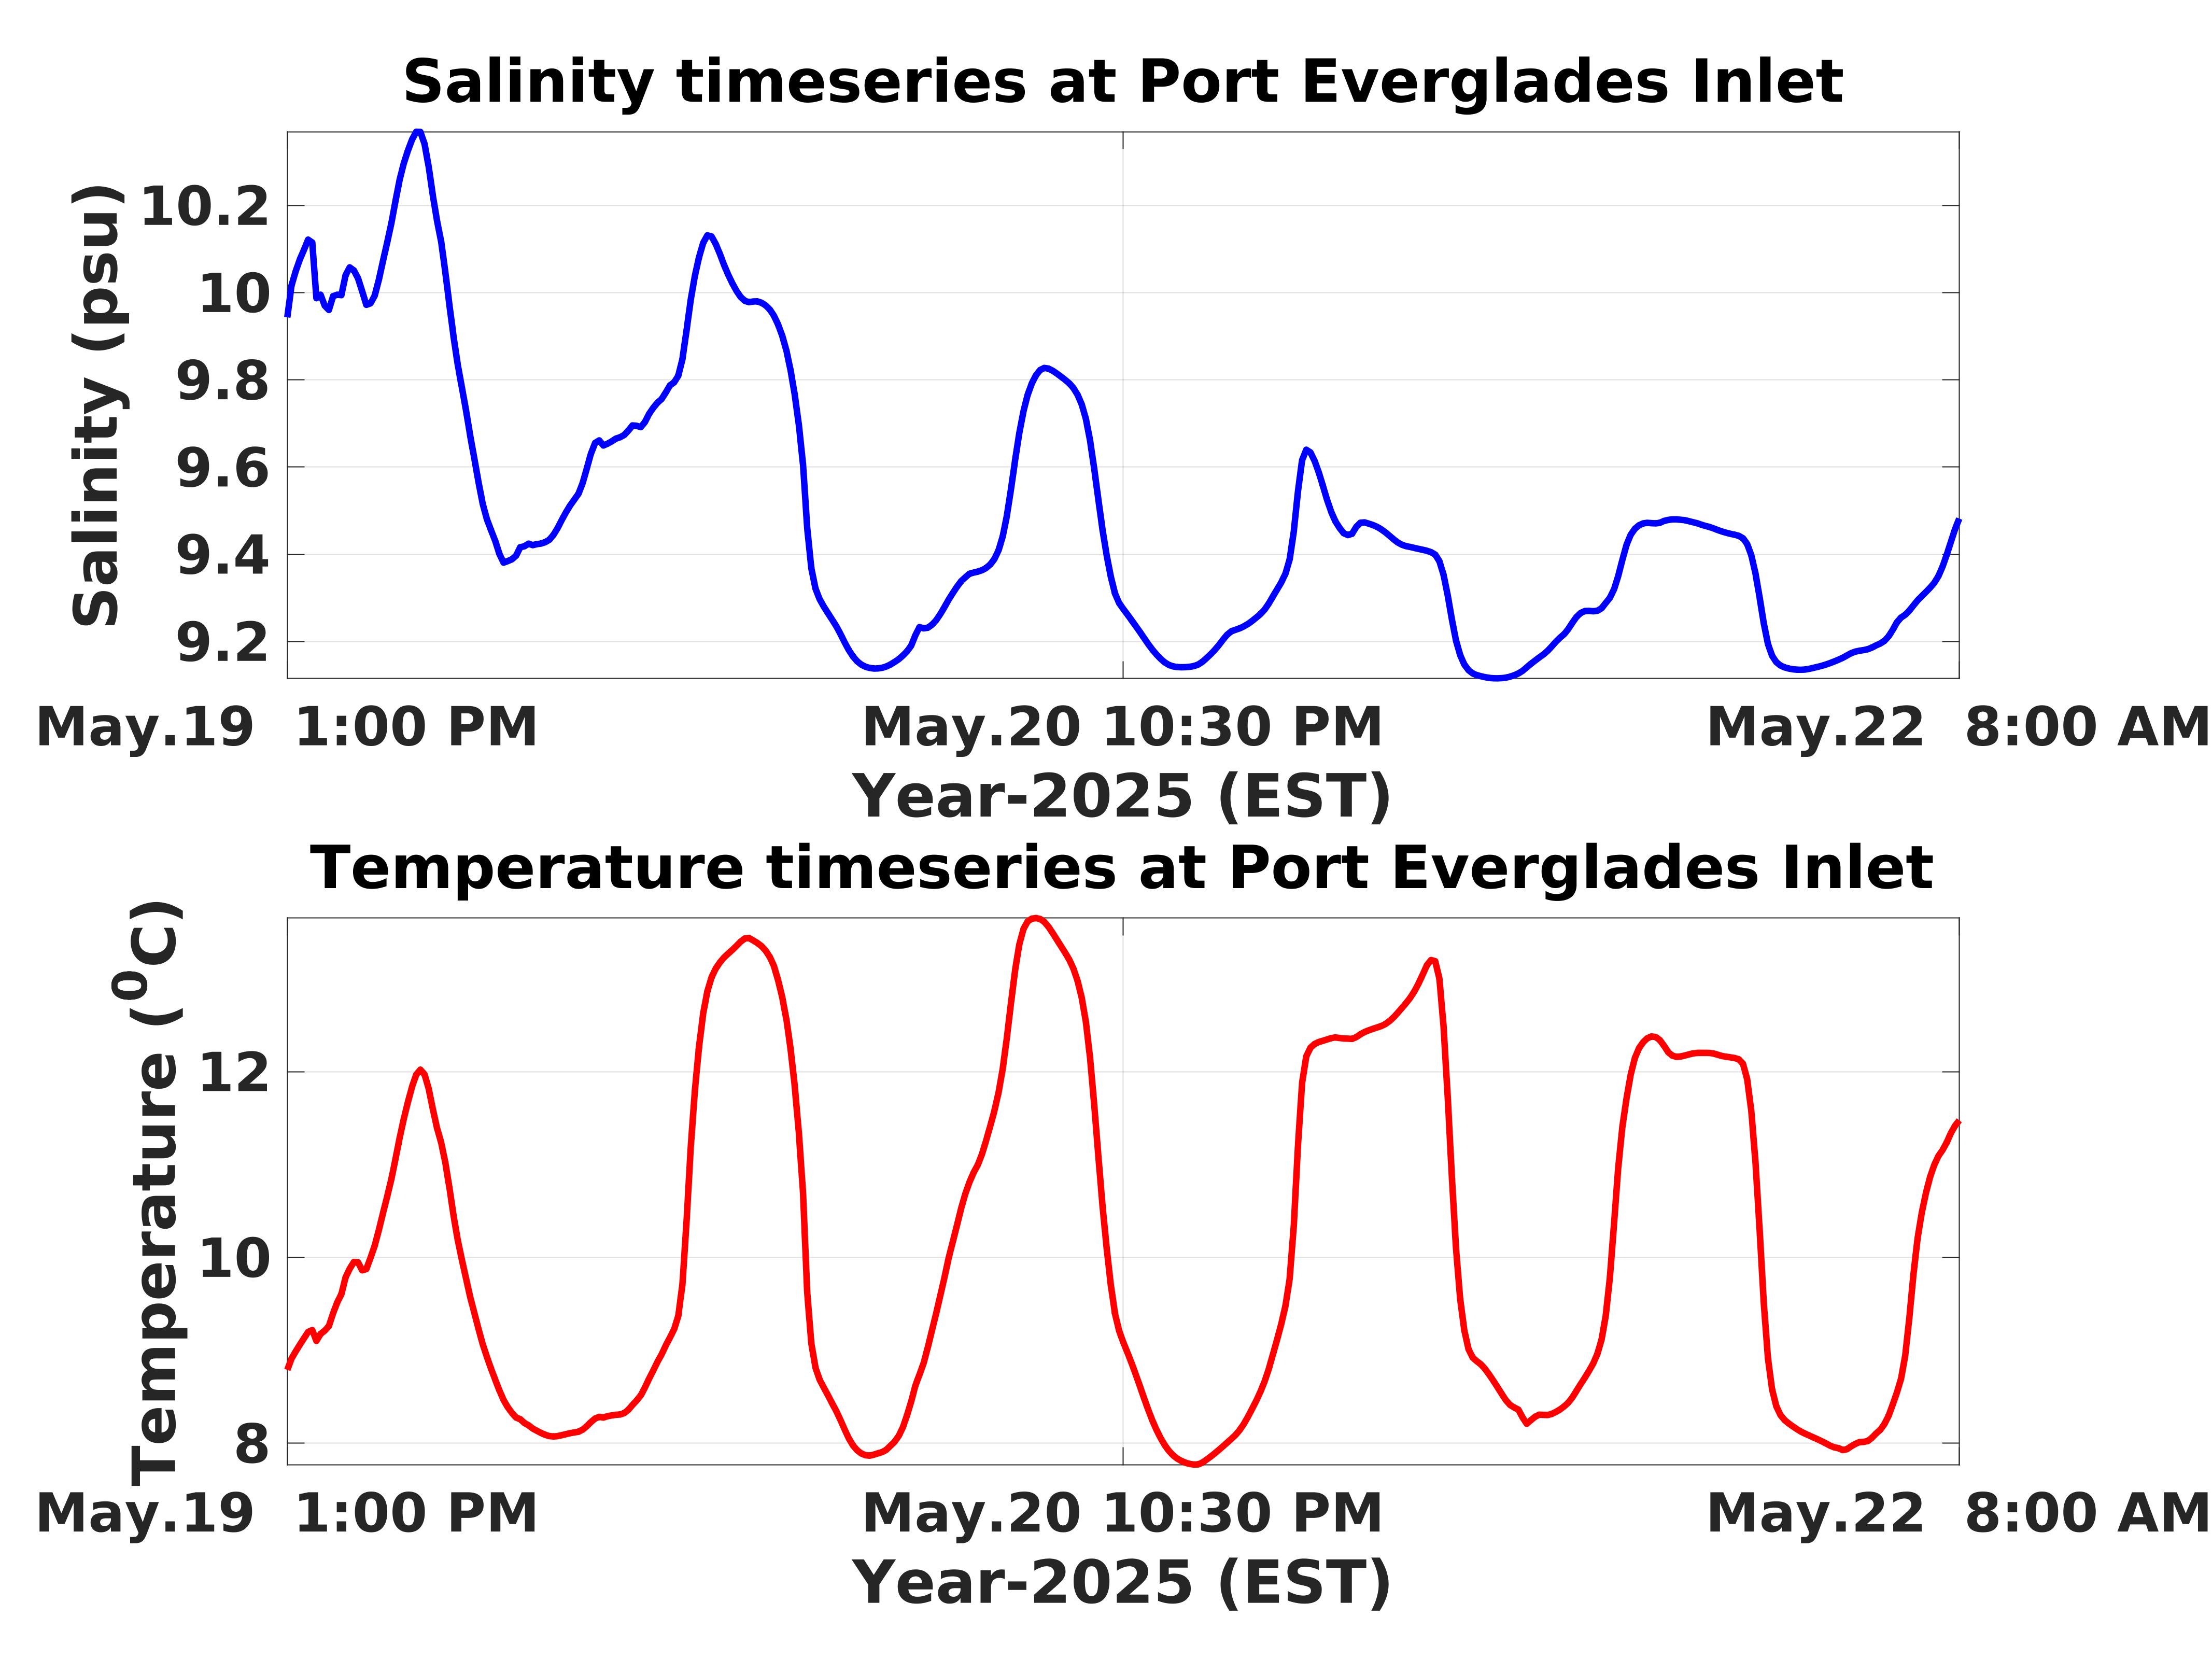 Salinity timeseries at Port Everglades Inlet
Salinity (psu)
10.2
10
9.8
9.6
9.4
9.2
May.19  1:00 PM
May.20 10:30 PM
May.22  8:00 AM
Year-2025 (EST)
Temperature timeseries at Port Everglades Inlet
Temperature (⁰C)
12
10
8
May.19  1:00 PM
May.20 10:30 PM
May.22  8:00 AM
Year-2025 (EST)